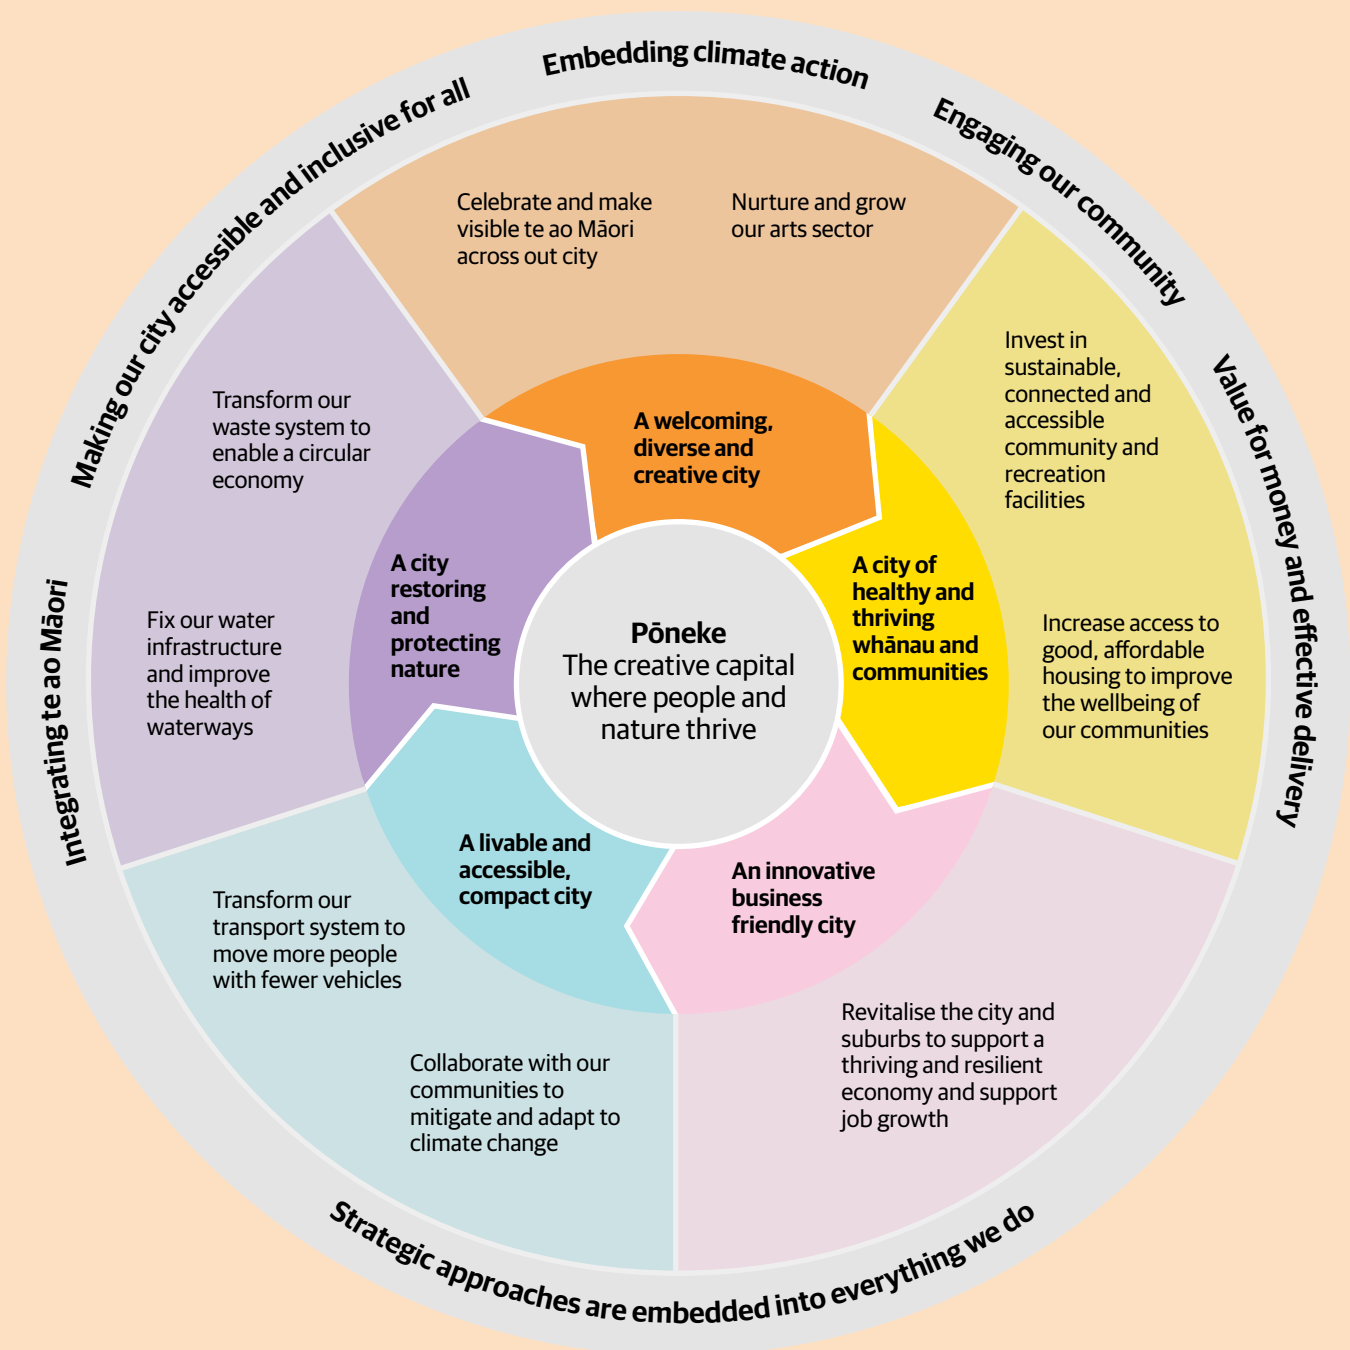 Embedding climate action
Engaging our community
Value for money and effective delivery
Strategic approaches are embedded into everything we do
Integrating te ao Māori
Making our city accessible and inclusive for all
Celebrate and make
visible te ao Māori
across out city
Nurture and grow
our arts sector
Invest in
sustainable,
connected and
accessible
community and
recreation
facilities
Increase access to
good, affordable
housing to improve
the wellbeing of
our communities
Revitalise the city and
suburbs to support a
thriving and resilient
economy and support
job growth
Collaborate with our
communities to
mitigate and adapt to
climate change
Transform our
transport system to
move more people
with fewer vehicles
Fix our water
infrastructure
and improve
the health of
waterways
Transform our
waste system to
enable a circular
economy
A welcoming,
diverse and
creative city
A city of
healthy and
thriving
whānau and
communities
An innovative
business
friendly city
A livable and
accessible,
compact city
A city
restoring
and
protecting
nature
Pōneke
The creative capital
where people and
nature thrive